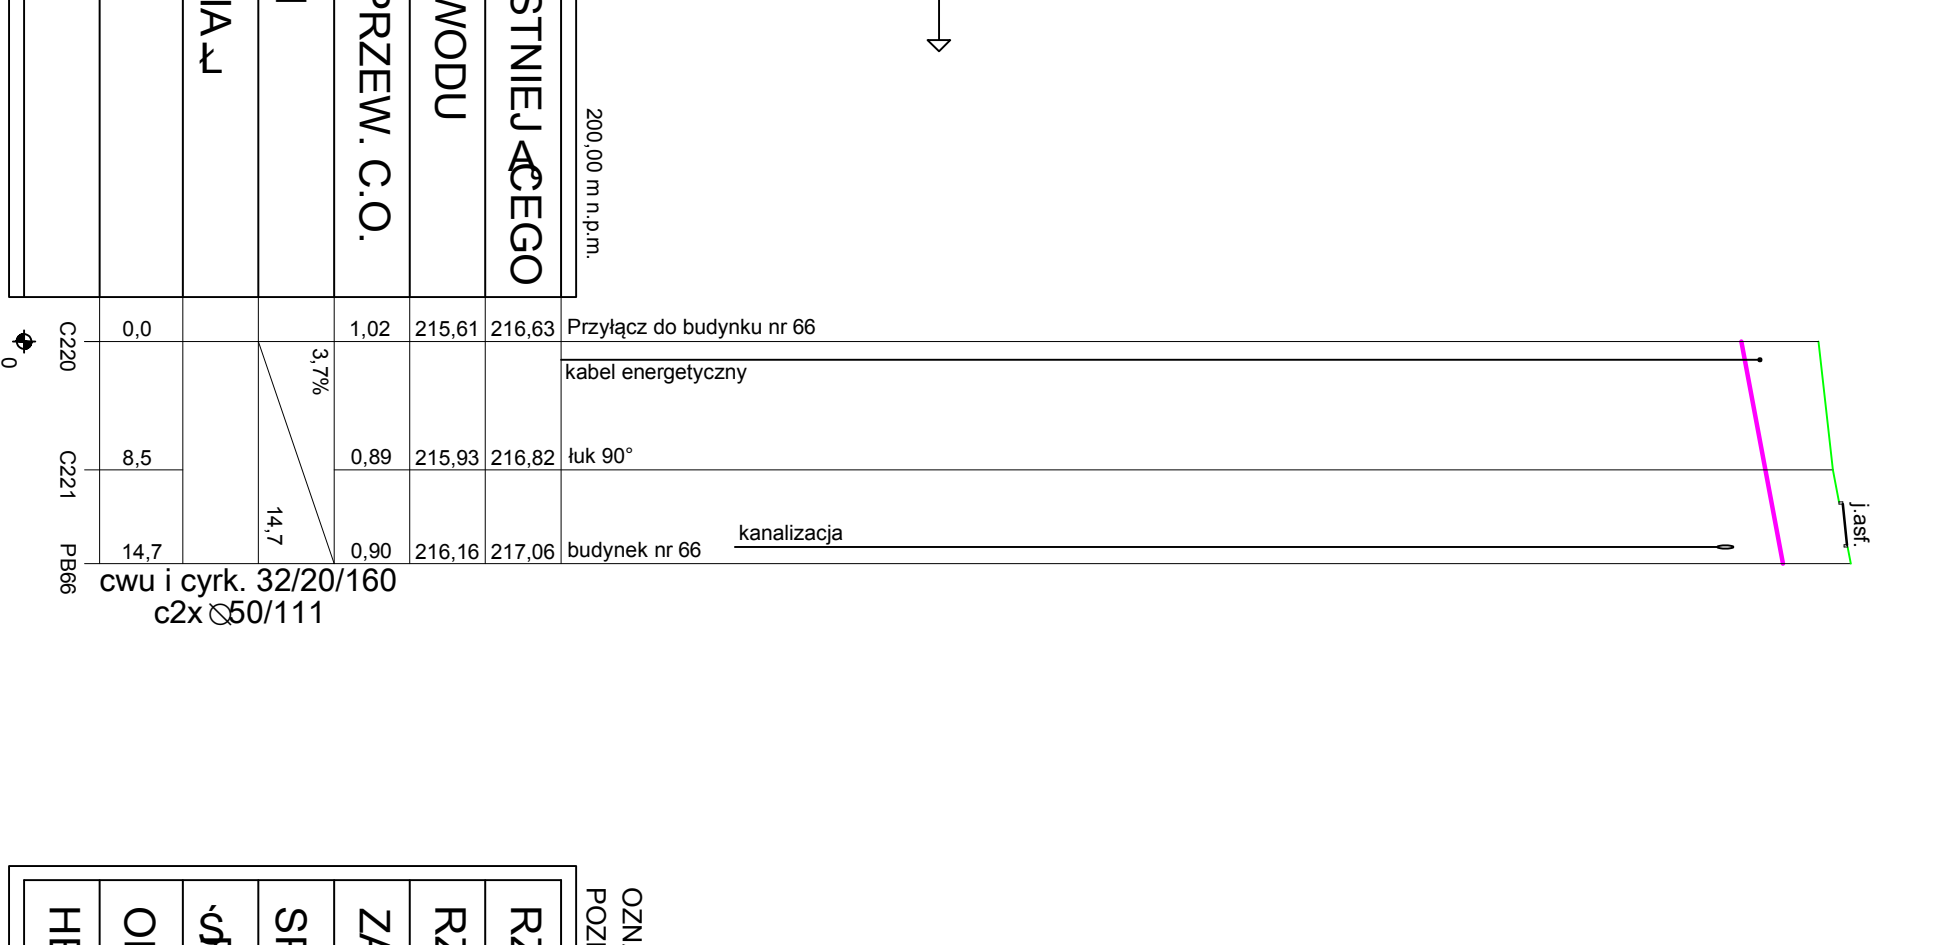 IAŁ
PRZEW. C.O.
WODU
STNIEJĄCEGO
200,00 m n.p.m.
0
C220
0,0
1,02
215,61
216,63
Przyłącz do budynku nr 66
3,7%
kabel energetyczny
C221
8,5
0,89
215,93
216,82
łuk 90°
14,7
j.asf.
kanalizacja
PB66
14,7
0,90
216,16
217,06
budynek nr 66
cwu i cyrk. 32/20/160
c2x∅50/111
OZN.
POZI
RZ
RZ
ZA
SP